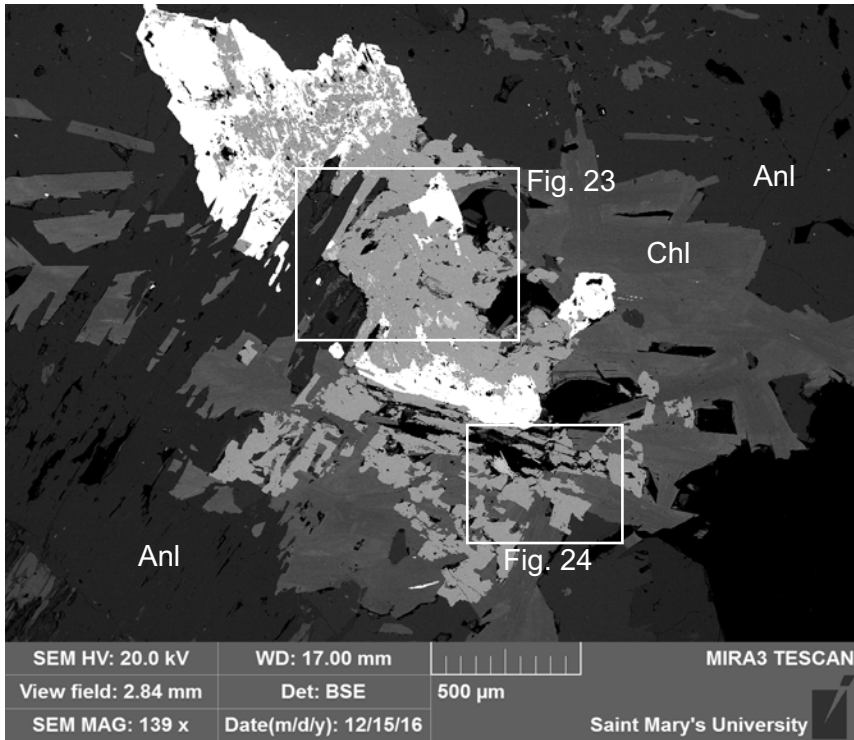 Fig. 23
Anl
Chl
Anl
Fig. 24
SEM HV: 20.0 kV
WD: 17.00 mm
MIRA3 TESCAN
View field: 2.84 mm
Det: BSE
500 µm
SEM MAG: 139 x
Date(m/d/y): 12/15/16
Saint Mary's University